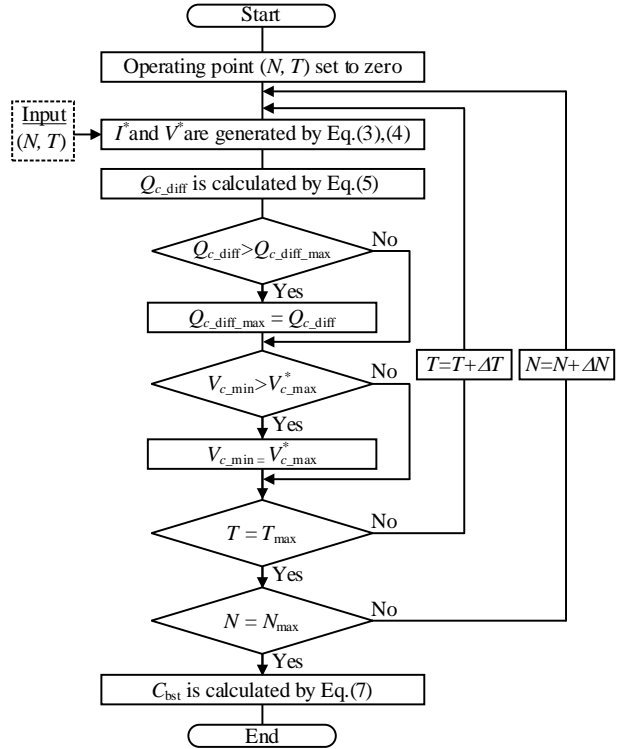 Start
Operating point (N, T) set to zero
Input
(N, T)
I* and V* are generated by Eq.(3),(4)
Q_c_diff is calculated by Eq.(5)
Q_c_diff>Q_c_diff_max
No
Yes
Q_c_diff_max = Q_c_diff
V_c_min>V*_c_max
No
Yes
V_c_min = V*_c_max
T=T+ΔT
N=N+ΔN
T = T_max
No
Yes
N = N_max
No
Yes
C_bst is calculated by Eq.(7)
End